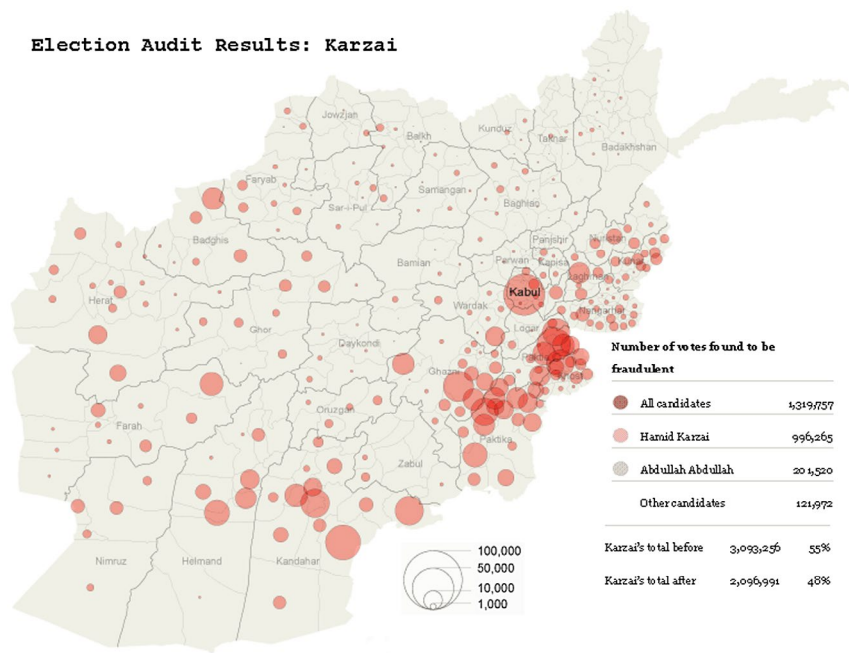 Election Audit Results: Karzai
Jowzjan
Balkh
Kunduz
Takhar
Badakhshan
Faryab
Samangan
Sar-i-Pul
Baghlan
Badghis
Panjshir
Nuristan
Bamian
Parwan
Kapisa
Kunar
Laghman
Herat
Kabul
Wardak
Nangarhar
Ghor
Logar
Daykondi
Ghazni
Oruzgan
Farah
Paktika
Zabul
Nimruz
Helmand
Kandahar
Number of votes found to be
fraudulent
All candidates 1,319,757
Hamid Karzai 996,265
Abdullah Abdullah 201,520
Other candidates 121,972
Karzai's total before 3,093,256 55%
Karzai's total after 2,096,991 48%
100,000
50,000
10,000
1,000